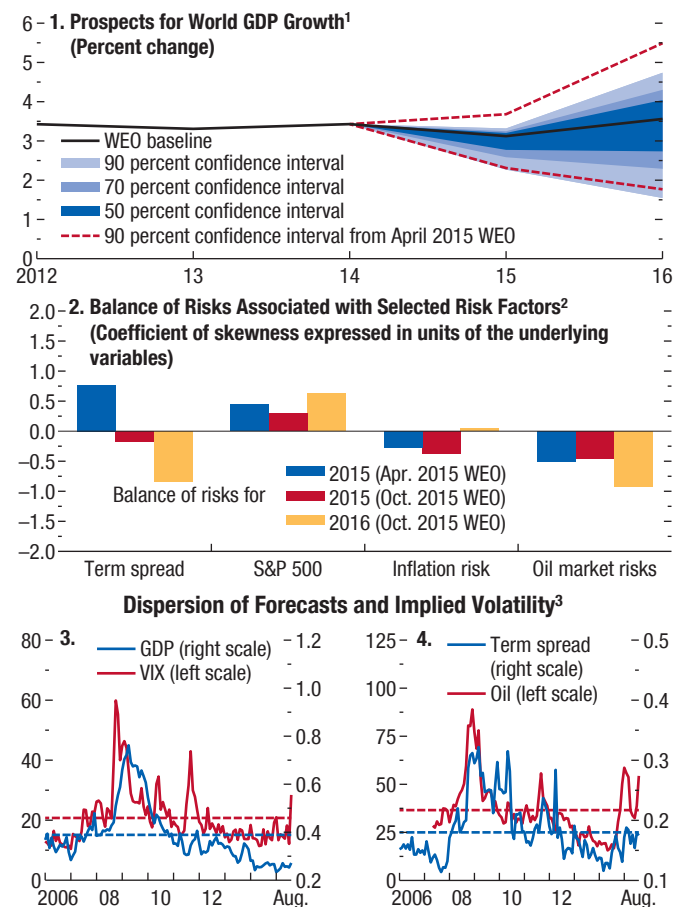 1. Prospects for World GDP Growth¹
(Percent change)
6
5
4
3
2
1
0
WEO baseline
90 percent confidence interval
70 percent confidence interval
50 percent confidence interval
90 percent confidence interval from April 2015 WEO
2012 13 14 15 16
2. Balance of Risks Associated with Selected Risk Factors²
(Coefficient of skewness expressed in units of the underlying
variables)
2.0
1.5
1.0
0.5
0.0
–0.5
–1.0
–1.5
–2.0
Balance of risks for
2015 (Apr. 2015 WEO)
2015 (Oct. 2015 WEO)
2016 (Oct. 2015 WEO)
Term spread S&P 500 Inflation risk Oil market risks
Dispersion of Forecasts and Implied Volatility³
3.
GDP (right scale)
VIX (left scale)
80
60
40
20
0
1.2
1.0
0.8
0.6
0.4
0.2
2006 08 10 12 Aug.
4.
Term spread
(right scale)
Oil (left scale)
125
100
75
50
25
0
0.5
0.4
0.3
0.2
0.1
2006 08 10 12 Aug.